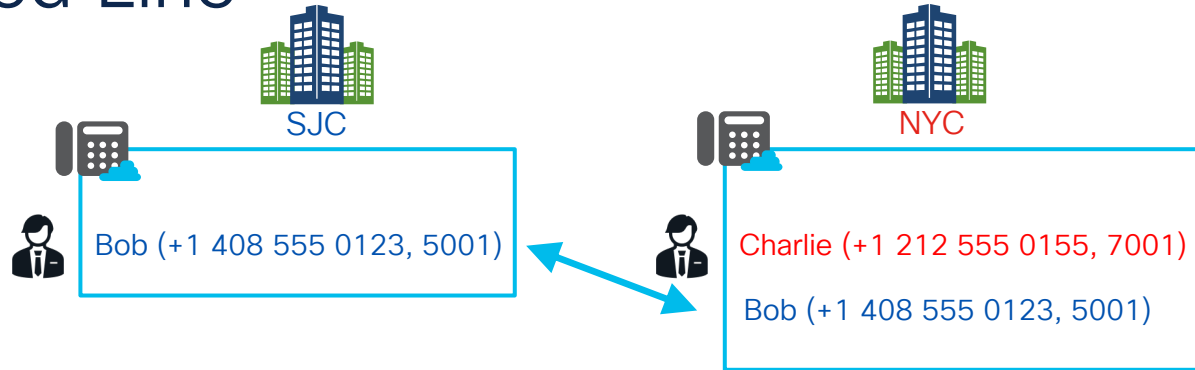 Line
SJC
NYC
Bob (+1 408 555 0123, 5001)
Charlie (+1 212 555 0155, 7001)
Bob (+1 408 555 0123, 5001)